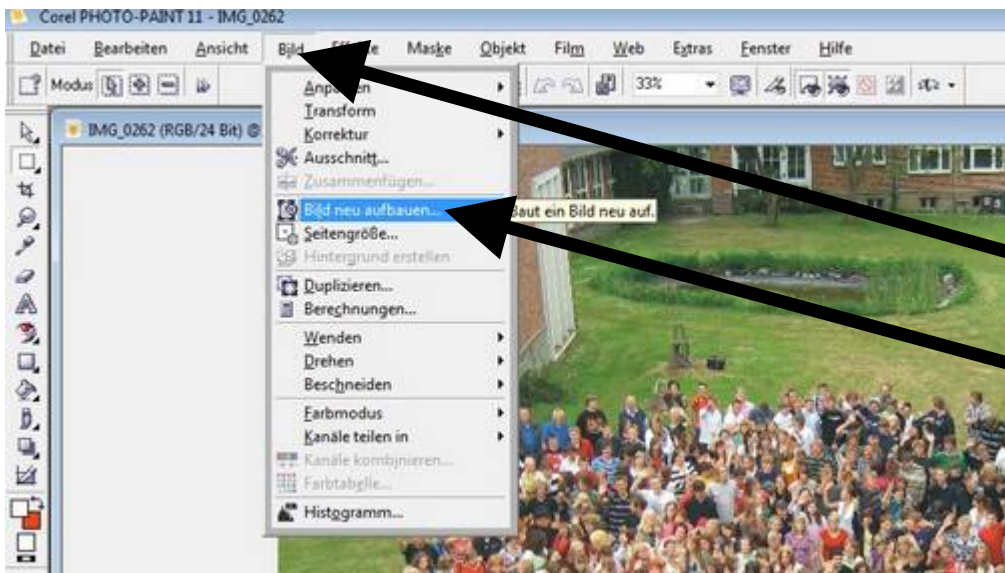 Corel PHOTO-PAINT 11 - IMG_0262
Datei Bearbeiten Ansicht Bild Maske Objekt Film Web Extras Fenster Hilfe
Modus 33%
IMG_0262 (RGB/24 Bit) @
Anpassen
Transform
Korrektur
Ausschnitt...
Zusammenfügen...
Bild neu aufbauen...
Baut ein Bild neu auf.
Seitengröße...
Hintergrund erstellen
Duplizieren...
Berechnungen...
Wenden
Drehen
Beschneiden
Farbmodus
Kanäle teilen in
Kanäle kombinieren...
Farbtabelle...
Histogramm...